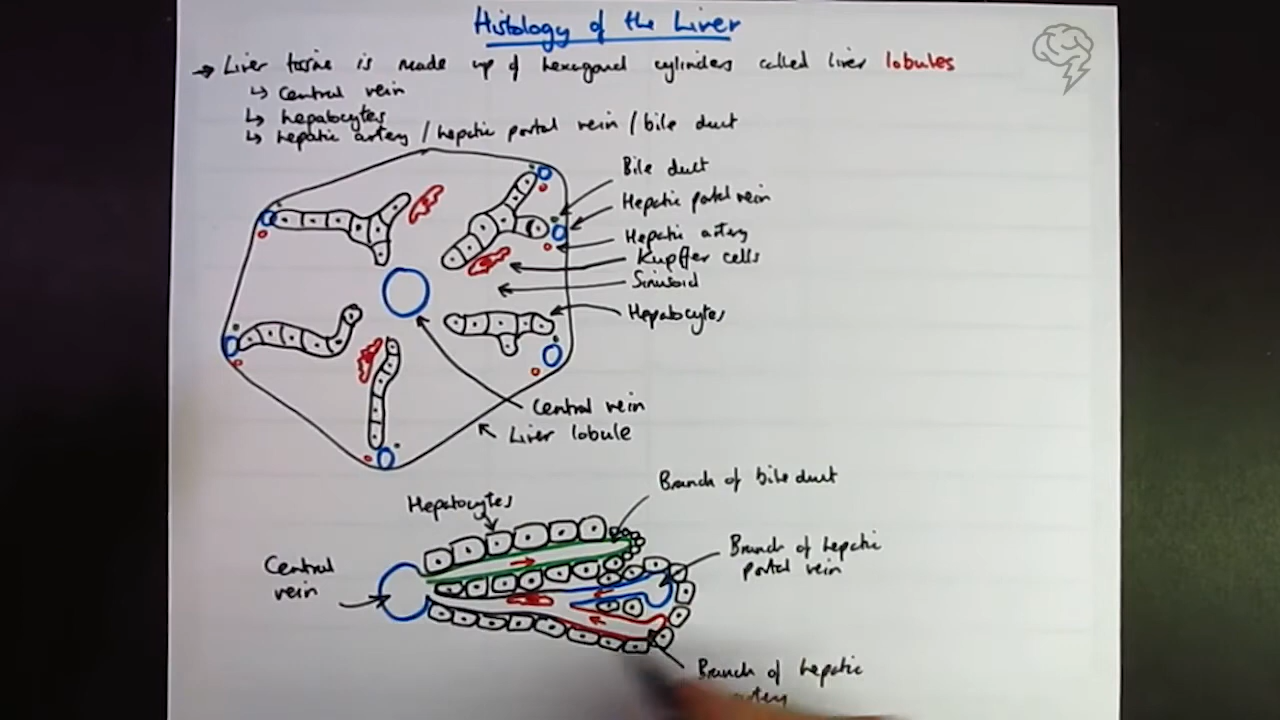 Histology of the Liver
→ Liver tissue is made up of hexagonal cylinders called liver lobules
↳ Central vein
↳ hepatocytes
↳ hepatic artery / hepatic portal vein / bile duct
Bile duct
Hepatic portal vein
Hepatic artery
Kupffer cells
Sinusoid
Hepatocytes
Central vein
Liver lobule
Branch of bile duct
Hepatocytes
Branch of hepatic
portal vein
Central
vein
Branch of hepatic
artery